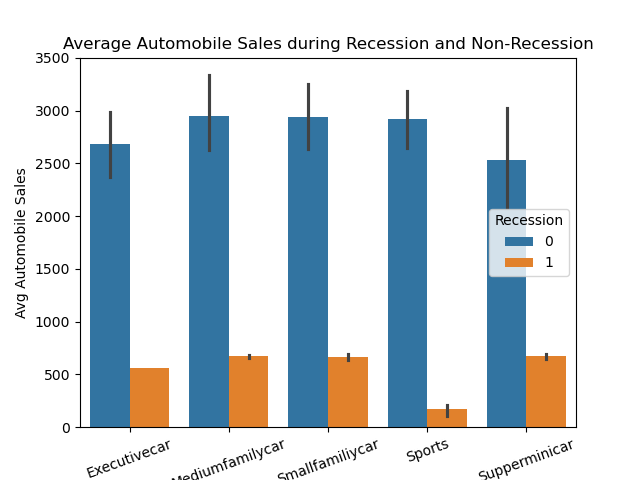 Average Automobile Sales during Recession and Non-Recession
Avg Automobile Sales
3500
3000
2500
2000
1500
1000
500
0
Recession
0
1
Executivecar
Mediumfamilycar
Smallfamiliycar
Sports
Supperminicar